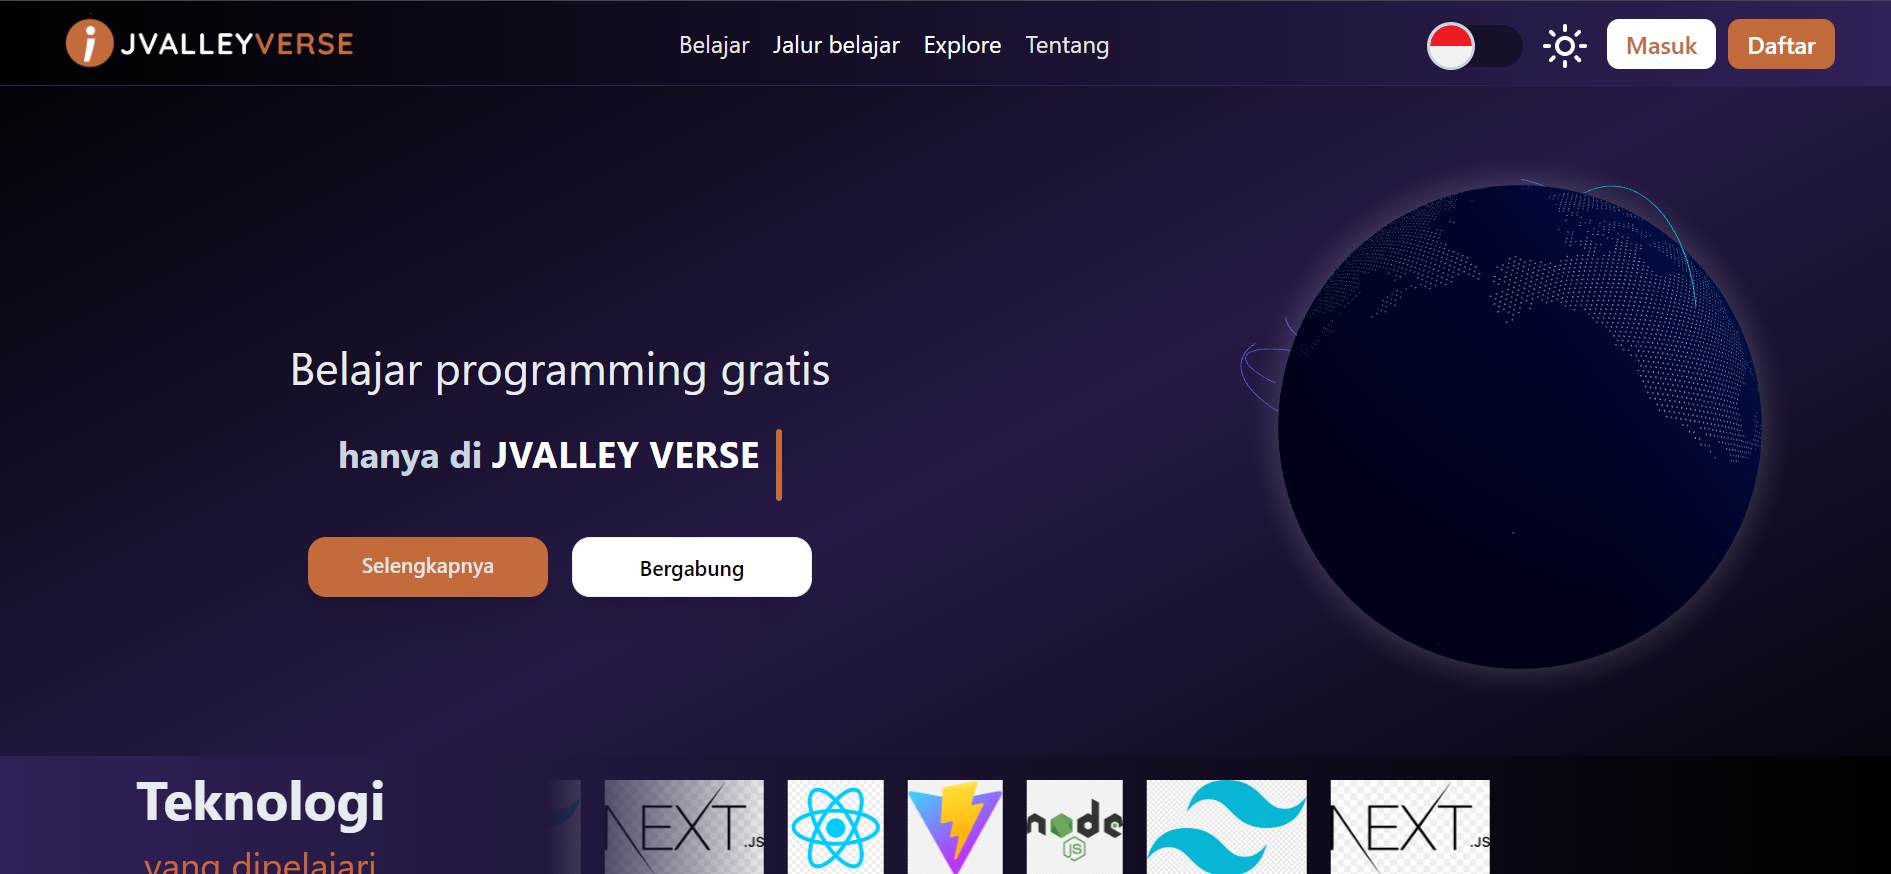 i JVALLEYVERSE
Belajar
Jalur belajar
Explore
Tentang
Masuk
Daftar
Belajar programming gratis
hanya di JVALLEY VERSE
Selengkapnya
Bergabung
Teknologi
yang dipelajari
NEXT.JS
node
JS
NEXT.JS